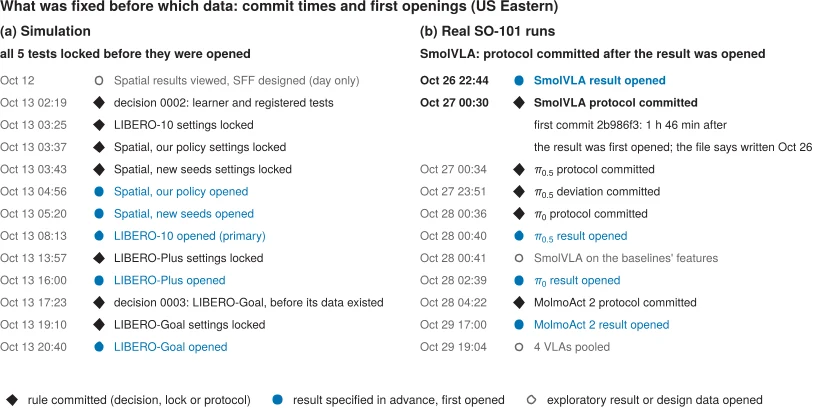 What was fixed before which data: commit times and first openings (US Eastern)
(a) Simulation
all 5 tests locked before they were opened
Oct 12 Spatial results viewed, SFF designed (day only)
Oct 13 02:19 decision 0002: learner and registered tests
Oct 13 03:25 LIBERO-10 settings locked
Oct 13 03:37 Spatial, our policy settings locked
Oct 13 03:43 Spatial, new seeds settings locked
Oct 13 04:56 Spatial, our policy opened
Oct 13 05:20 Spatial, new seeds opened
Oct 13 08:13 LIBERO-10 opened (primary)
Oct 13 13:57 LIBERO-Plus settings locked
Oct 13 16:00 LIBERO-Plus opened
Oct 13 17:23 decision 0003: LIBERO-Goal, before its data existed
Oct 13 19:10 LIBERO-Goal settings locked
Oct 13 20:40 LIBERO-Goal opened
(b) Real SO-101 runs
SmolVLA: protocol committed after the result was opened
Oct 26 22:44 SmolVLA result opened
Oct 27 00:30 SmolVLA protocol committed
first commit 2b986f3: 1 h 46 min after
the result was first opened; the file says written Oct 26
Oct 27 00:34 π0.5 protocol committed
Oct 27 23:51 π0.5 deviation committed
Oct 28 00:36 π0 protocol committed
Oct 28 00:40 π0.5 result opened
Oct 28 00:41 SmolVLA on the baselines' features
Oct 28 02:39 π0 result opened
Oct 28 04:22 MolmoAct 2 protocol committed
Oct 29 17:00 MolmoAct 2 result opened
Oct 29 19:04 4 VLAs pooled
rule committed (decision, lock or protocol)
result specified in advance, first opened
exploratory result or design data opened